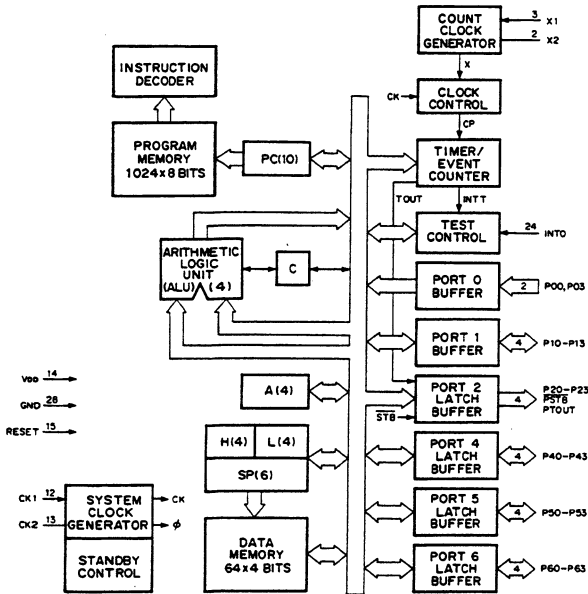 COUNT
CLOCK
GENERATOR
3
X1
2
X2
X
INSTRUCTION
DECODER
CK
CLOCK
CONTROL
CP
PROGRAM
MEMORY
1024x8 BITS
PC(10)
TIMER/
EVENT
COUNTER
TOUT
INTT
TEST
CONTROL
24
INT0
ARITHMETIC
LOGIC
UNIT
(ALU) (4)
C
PORT 0
BUFFER
2
P00,P03
PORT 1
BUFFER
4
P10-P13
VDD 14
GND 28
RESET 15
A(4)
PORT 2
LATCH
BUFFER
STB
4
P20-P23
PSTB
PTOUT
H(4) L(4)
SP(6)
PORT 4
LATCH
BUFFER
4
P40-P43
CK1 12
CK2 13
SYSTEM
CLOCK
GENERATOR
CK
ϕ
STANDBY
CONTROL
DATA
MEMORY
64x4 BITS
PORT 5
LATCH
BUFFER
4
P50-P53
PORT 6
LATCH
BUFFER
4
P60-P63